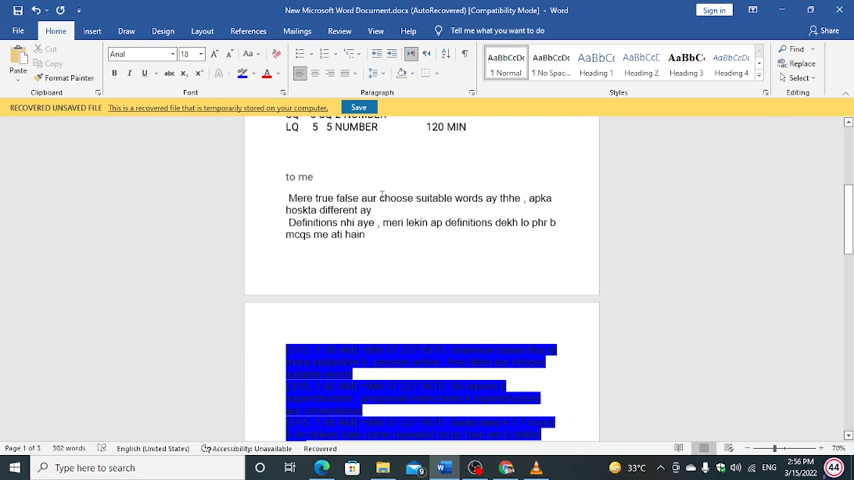 New Microsoft Word Document.docx (AutoRecovered) [Compatibility Mode] - Word
Sign in
File Home Insert Draw Design Layout References Mailings Review View Help Tell me what you want to do Share
Paste
Cut
Copy
Format Painter
Arial 18
Clipboard Font Paragraph Styles Editing
AaBbCcDc AaBbCcDc AaBbCc AaBbCcD AaBbCc AaBbCcD
¶ Normal ¶ No Spac... Heading 1 Heading 2 Heading 3 Heading 4
Find
Replace
Select
RECOVERED UNSAVED FILE This is a recovered file that is temporarily stored on your computer. Save
LQ 5 5 NUMBER 120 MIN
to me
Mere true false aur choose suitable words ay thhe , apka
hoskta different ay
Definitions nhi aye , meri lekin ap definitions dekh lo phr b
mcqs me ati hain
Page 1 of 3 302 words English (United States) Accessibility: Unavailable Recovered 70%
Type here to search
33°C
ENG
2:56 PM
3/15/2022
44